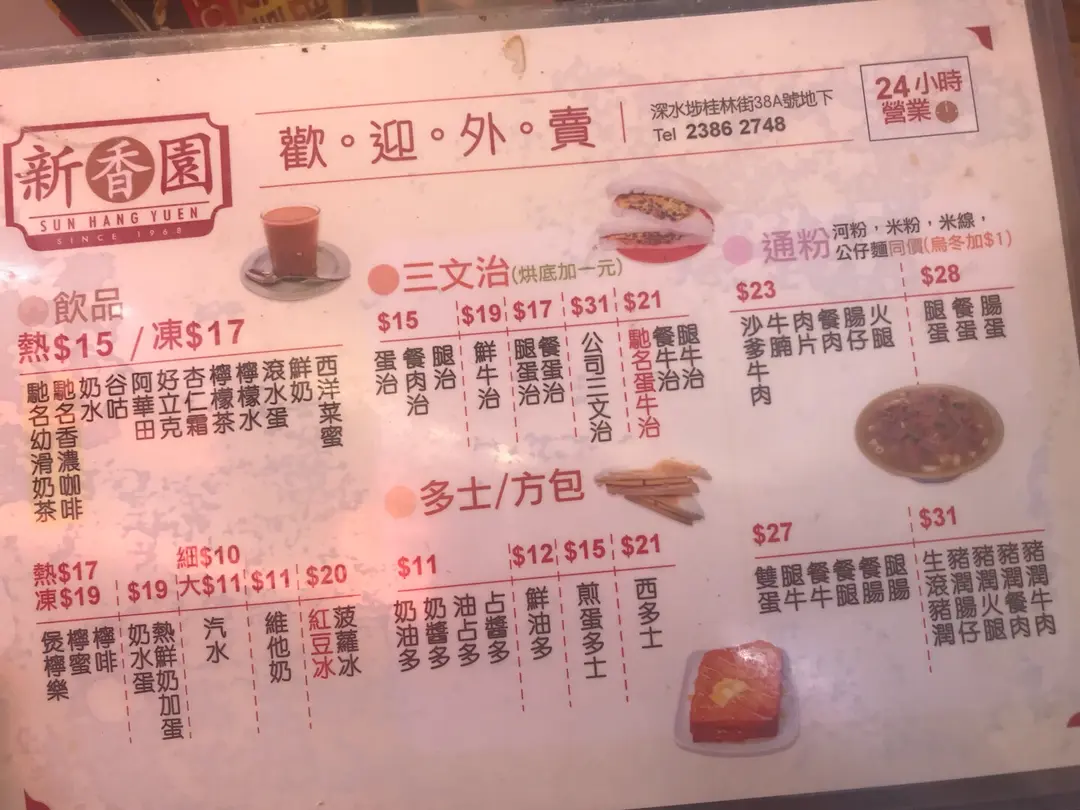 新香園
SUN HANG YUEN
SINCE 1968
歡。迎。外。賣
深水埗桂林街38A號地下
Tel 2386 2748
24小時
營業
飲品
熱$15 / 凍$17
馳名幼滑奶茶
馳名香濃咖啡
奶水
谷咕
阿華田
好立克
杏仁霜
檸檬茶
檸檬水
滾水蛋
鮮奶
西洋菜蜜
熱$17
凍$19
煲檸樂
檸蜜
檸啡
$19
奶水蛋
熱鮮奶加蛋
細$10
大$11
汽水
$11
維他奶
$20
紅豆冰
菠蘿冰
三文治(烘底加一元)
$15
蛋治
餐肉治
腿治
$19
鮮牛治
$17
腿蛋治
餐蛋治
$31
公司三文治
$21
馳名蛋牛治
餐牛治
腿牛治
多士/方包
$11
奶油多
奶醬多
油占多
占醬多
$12
鮮油多
$15
煎蛋多士
$21
西多士
通粉
河粉，米粉，米線，
公仔麵同價(烏冬加$1)
$23
沙爹牛肉
牛腩
肉片
餐肉
腸仔
火腿
$28
腿蛋
餐蛋
腸蛋
$27
雙蛋
腿牛
餐牛
餐腿
餐腸
腿腸
$31
生滾豬潤
豬潤腸仔
豬潤火腿
豬潤餐肉
豬潤牛肉